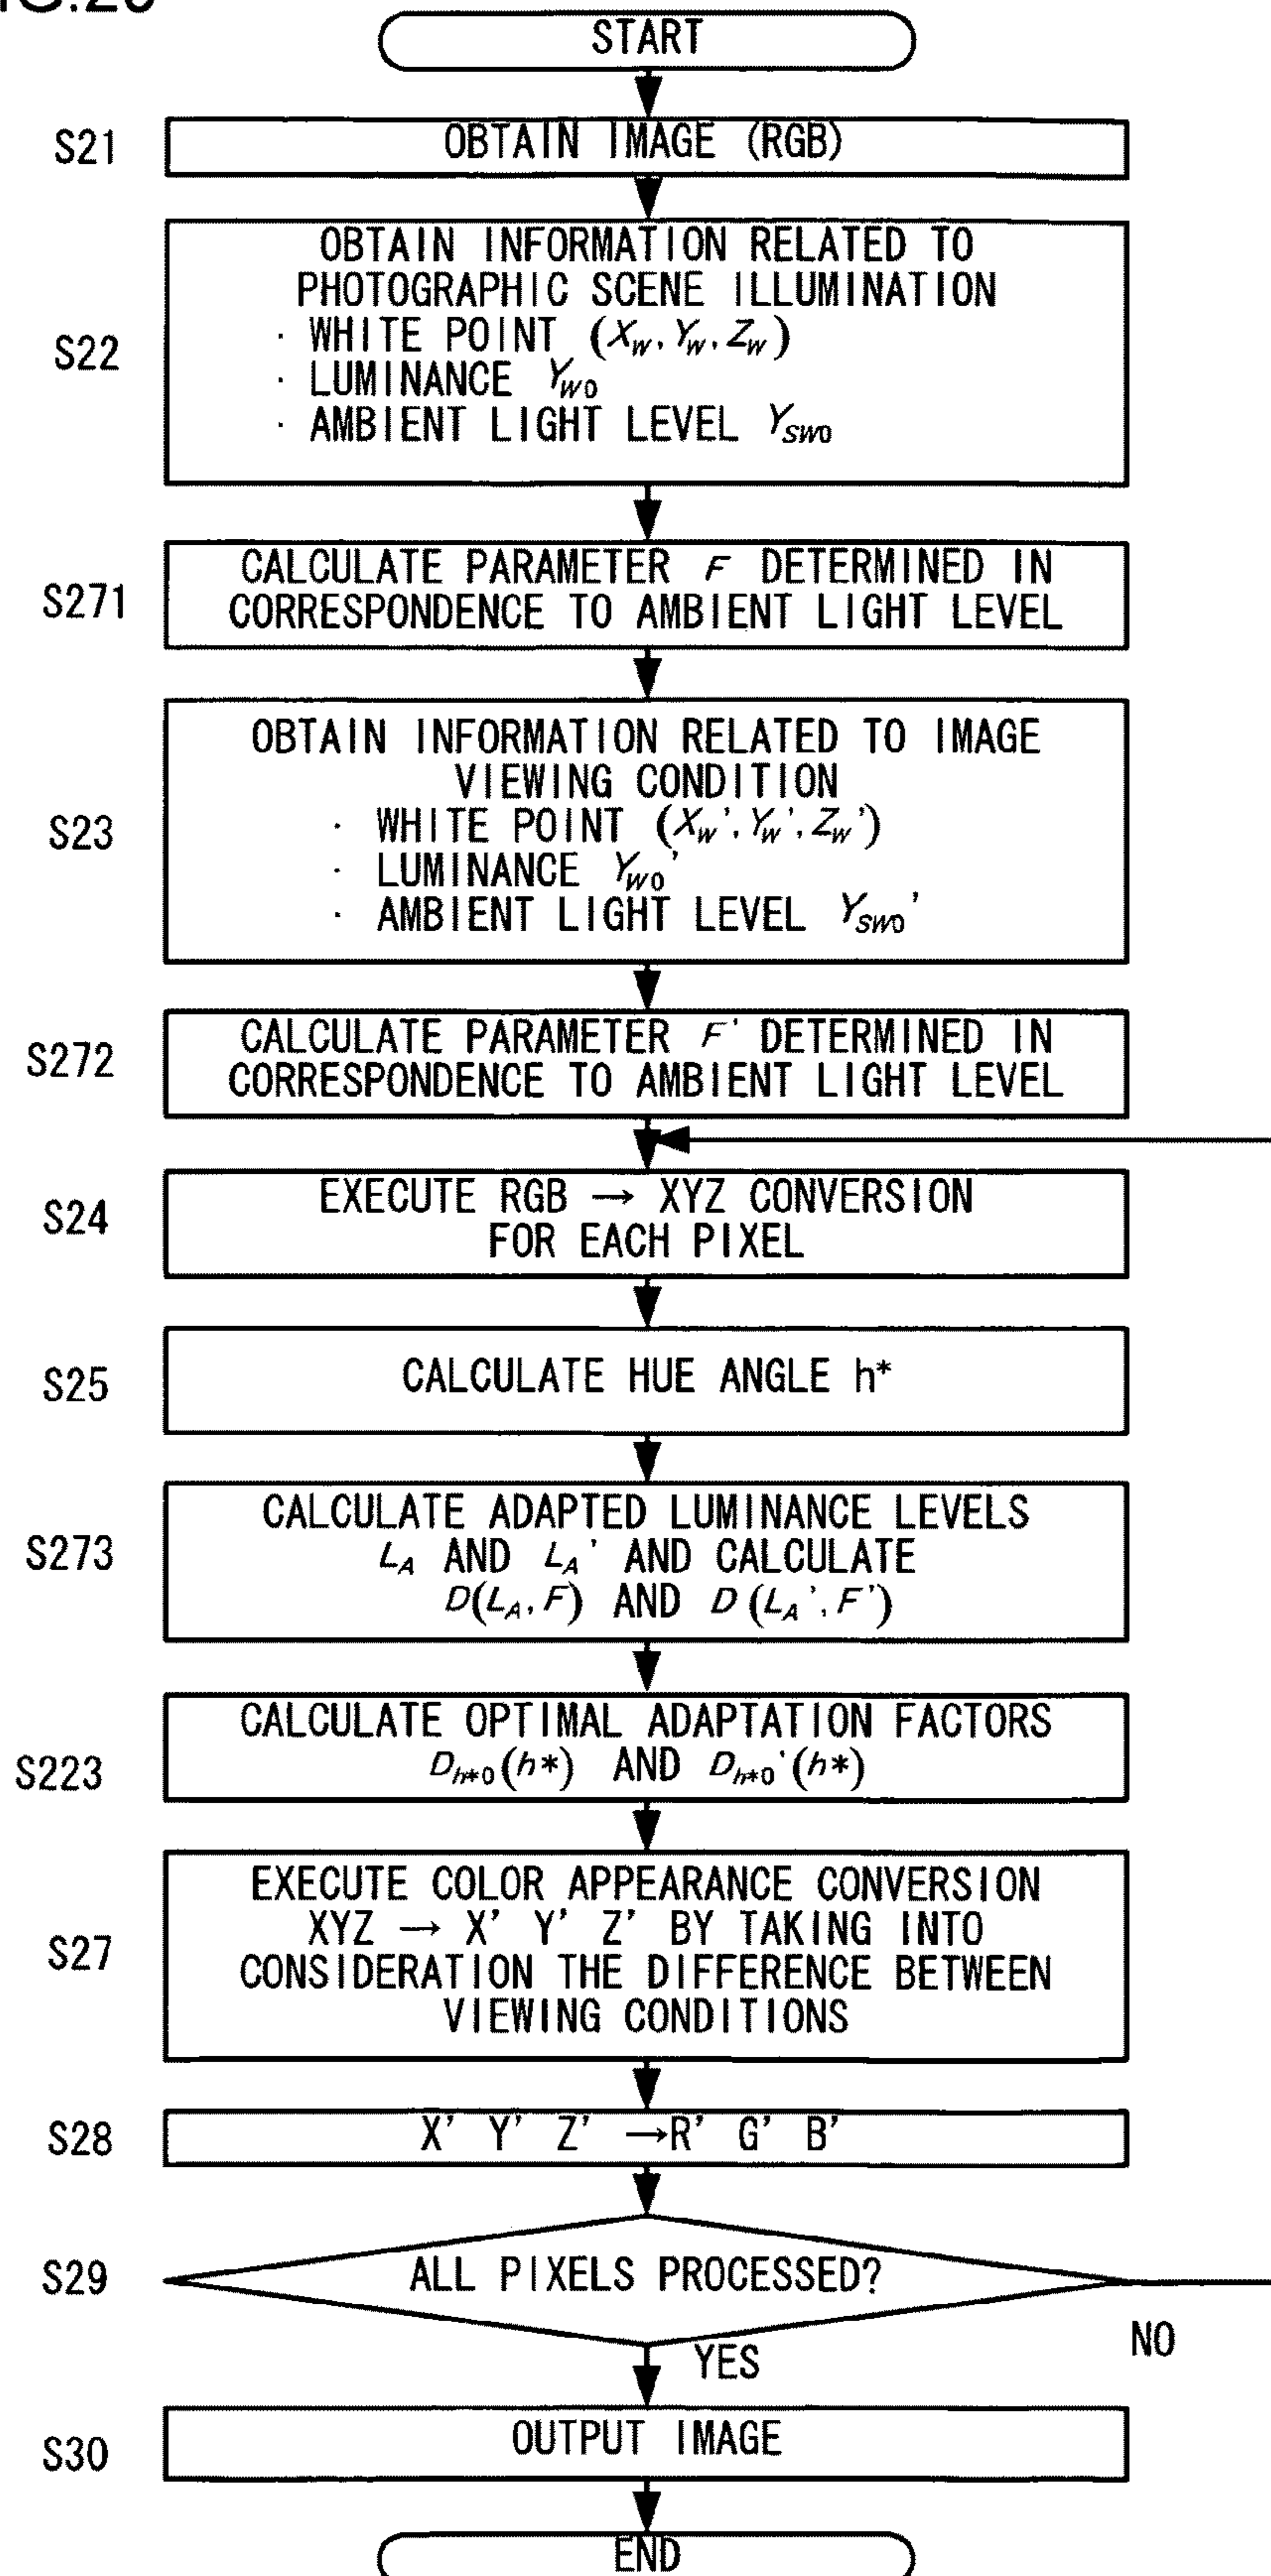 START
S21
OBTAIN IMAGE (RGB)
S22
OBTAIN INFORMATION RELATED TO
PHOTOGRAPHIC SCENE ILLUMINATION
· WHITE POINT (X_W, Y_W, Z_W)
· LUMINANCE Y_W0
· AMBIENT LIGHT LEVEL Y_SW0
S271
CALCULATE PARAMETER F DETERMINED IN
CORRESPONDENCE TO AMBIENT LIGHT LEVEL
S23
OBTAIN INFORMATION RELATED TO IMAGE
VIEWING CONDITION
· WHITE POINT (X_W', Y_W', Z_W')
· LUMINANCE Y_W0'
· AMBIENT LIGHT LEVEL Y_SW0'
S272
CALCULATE PARAMETER F' DETERMINED IN
CORRESPONDENCE TO AMBIENT LIGHT LEVEL
S24
EXECUTE RGB → XYZ CONVERSION
FOR EACH PIXEL
S25
CALCULATE HUE ANGLE h*
S273
CALCULATE ADAPTED LUMINANCE LEVELS
L_A AND L_A' AND CALCULATE
D(L_A, F) AND D(L_A', F')
S223
CALCULATE OPTIMAL ADAPTATION FACTORS
D_h*0(h*) AND D_h*0'(h*)
S27
EXECUTE COLOR APPEARANCE CONVERSION
XYZ → X' Y' Z' BY TAKING INTO
CONSIDERATION THE DIFFERENCE BETWEEN
VIEWING CONDITIONS
S28
X' Y' Z' →R' G' B'
S29
ALL PIXELS PROCESSED?
NO
YES
S30
OUTPUT IMAGE
END